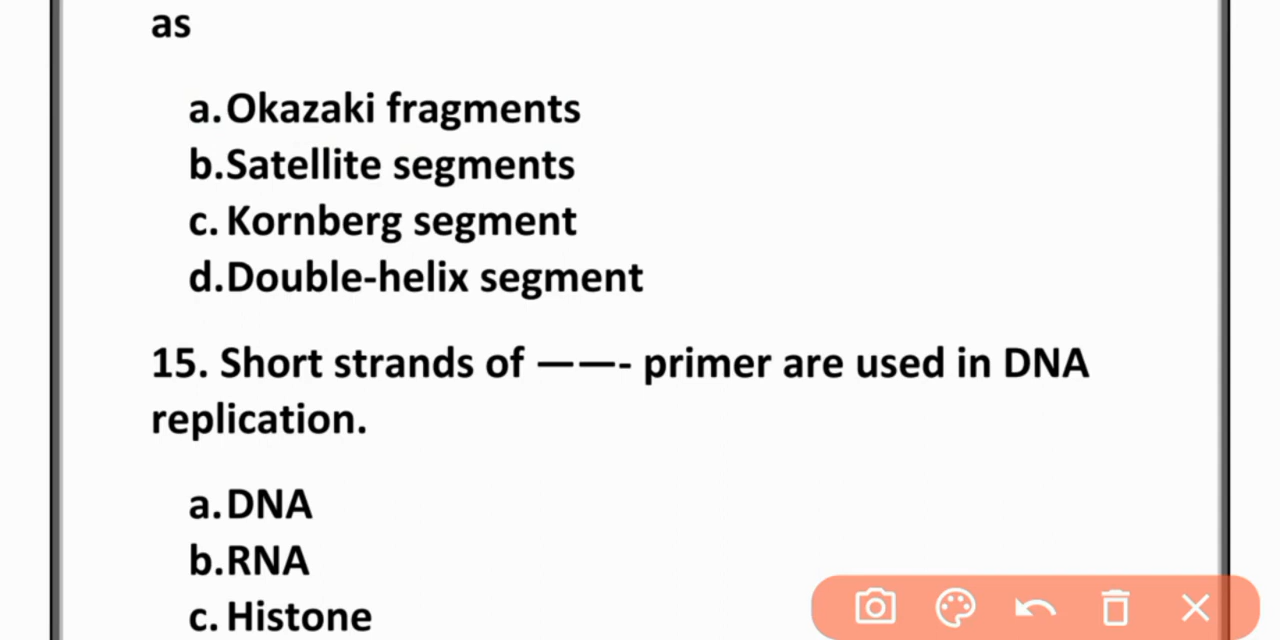 as
a. Okazaki fragments
b. Satellite segments
c. Kornberg segment
d. Double-helix segment
15. Short strands of ——- primer are used in DNA
replication.
a. DNA
b. RNA
c. Histone